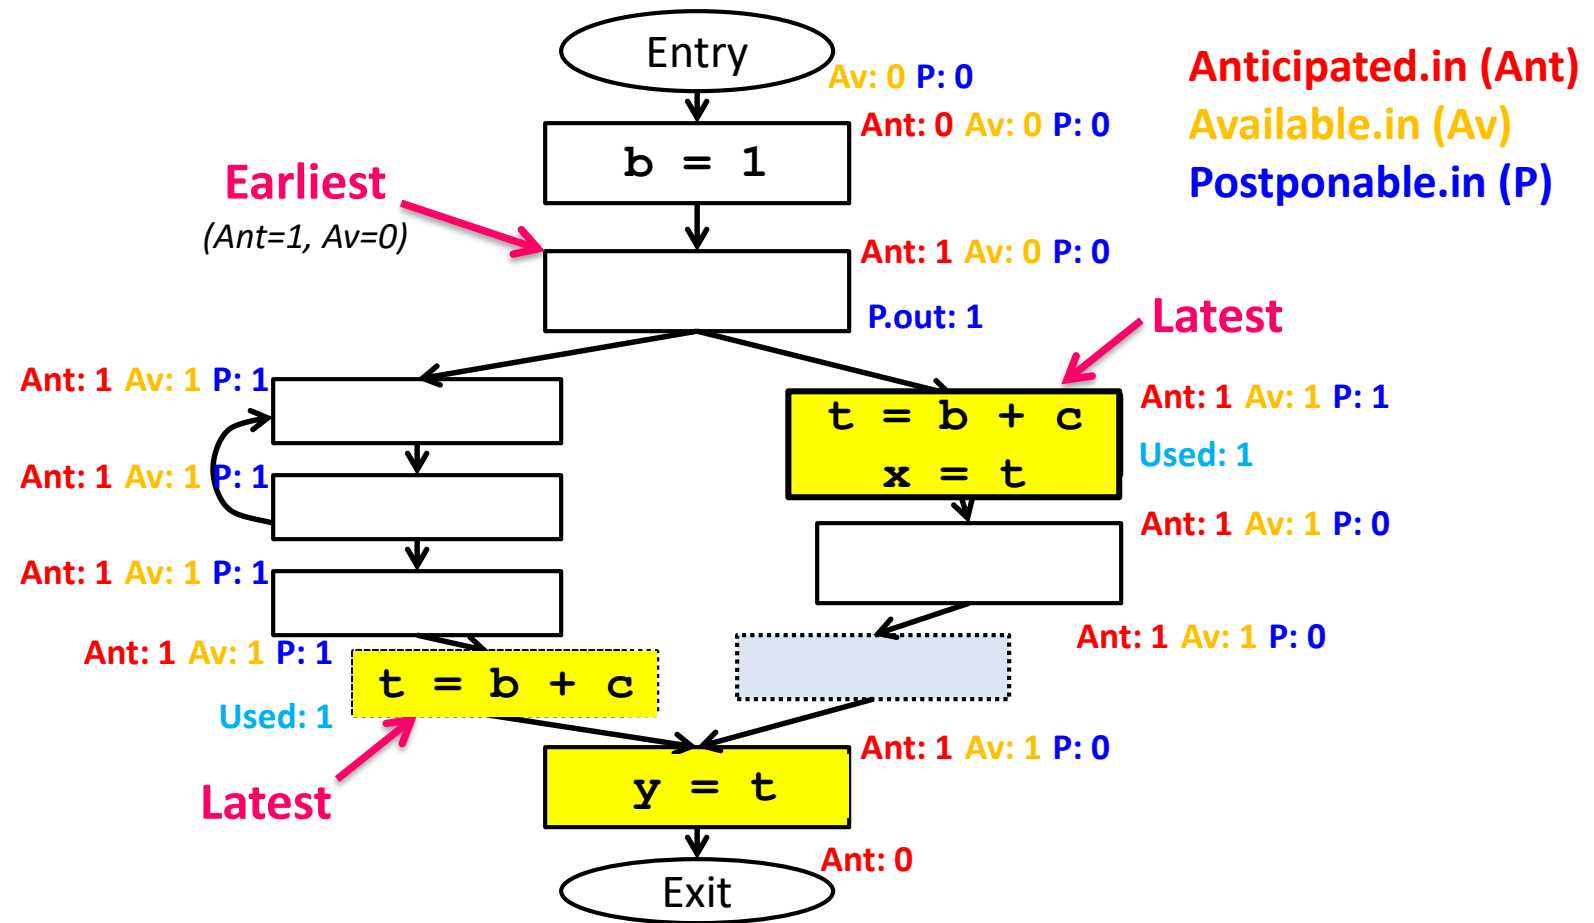 Entry
Anticipated.in (Ant)
Av: 0 P: 0
Available.in (Av)
Ant: 0 Av: 0 P: 0
b = 1
Postponable.in (P)
Earliest
(Ant=1, Av=0)
Ant: 1 Av: 0 P: 0
P.out: 1
Latest
Ant: 1 Av: 1 P: 1
t = b + c
Ant: 1 Av: 1 P: 1
x = t
Used: 1
Ant: 1 Av: 1 P: 1
Ant: 1 Av: 1 P: 0
Ant: 1 Av: 1 P: 1
Ant: 1 Av: 1 P: 0
Ant: 1 Av: 1 P: 1
t = b + c
Used: 1
Ant: 1 Av: 1 P: 0
Latest
y = t
Ant: 0
Exit